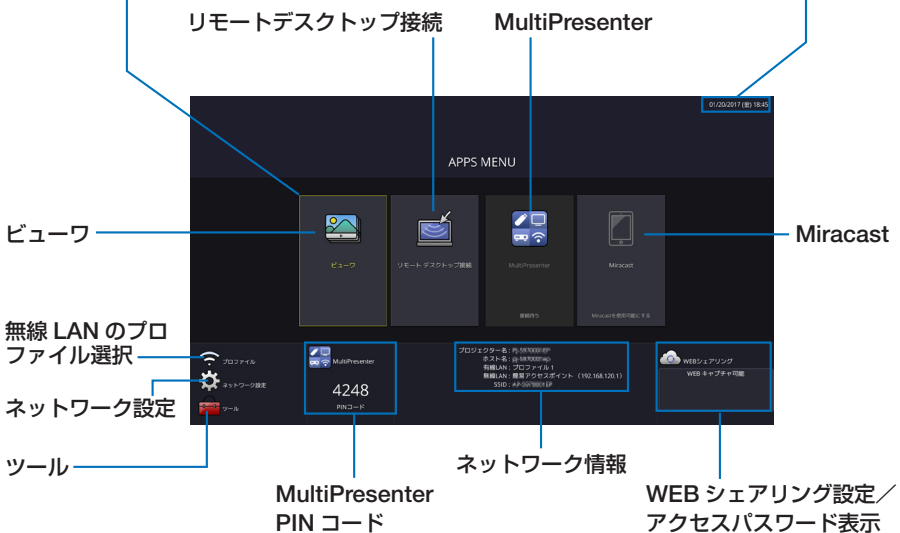 リモートデスクトップ接続
MultiPresenter
01/20/2017 (金) 18:45
APPS MENU
ビューワ
ビューワ
リモート デスクトップ接続
MultiPresenter
接続待ち
Miracast
Miracastを使用可能にする
Miracast
無線 LAN のプロ
ファイル選択
ネットワーク設定
ツール
プロファイル
ネットワーク設定
ツール
MultiPresenter
4248
PINコード
プロジェクター名 :
ホスト名 :
有線LAN : プロファイル 1
無線LAN : 簡易アクセスポイント （192.168.120.1）
SSID :
WEBシェアリング
WEB キャプチャ可能
MultiPresenter
PIN コード
ネットワーク情報
WEB シェアリング設定／
アクセスパスワード表示